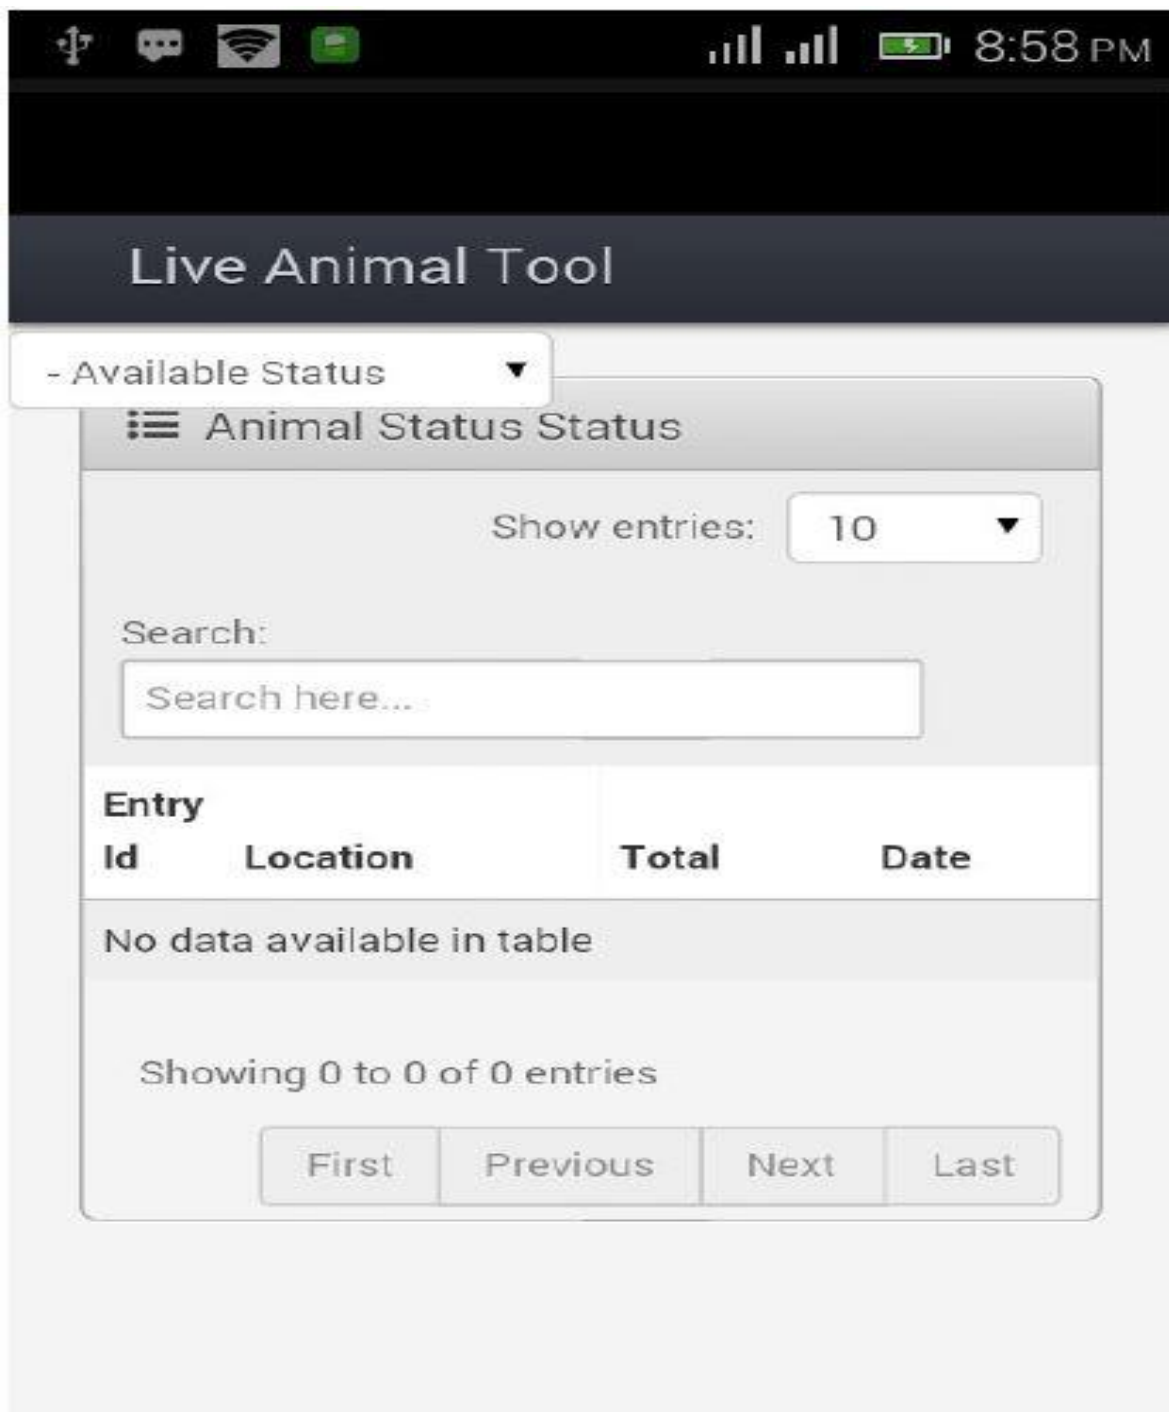 8:58 PM
Live Animal Tool
- Available Status
Animal Status Status
Show entries: 10
Search:
Search here...
Entry
Id Location Total Date
No data available in table
Showing 0 to 0 of 0 entries
First Previous Next Last